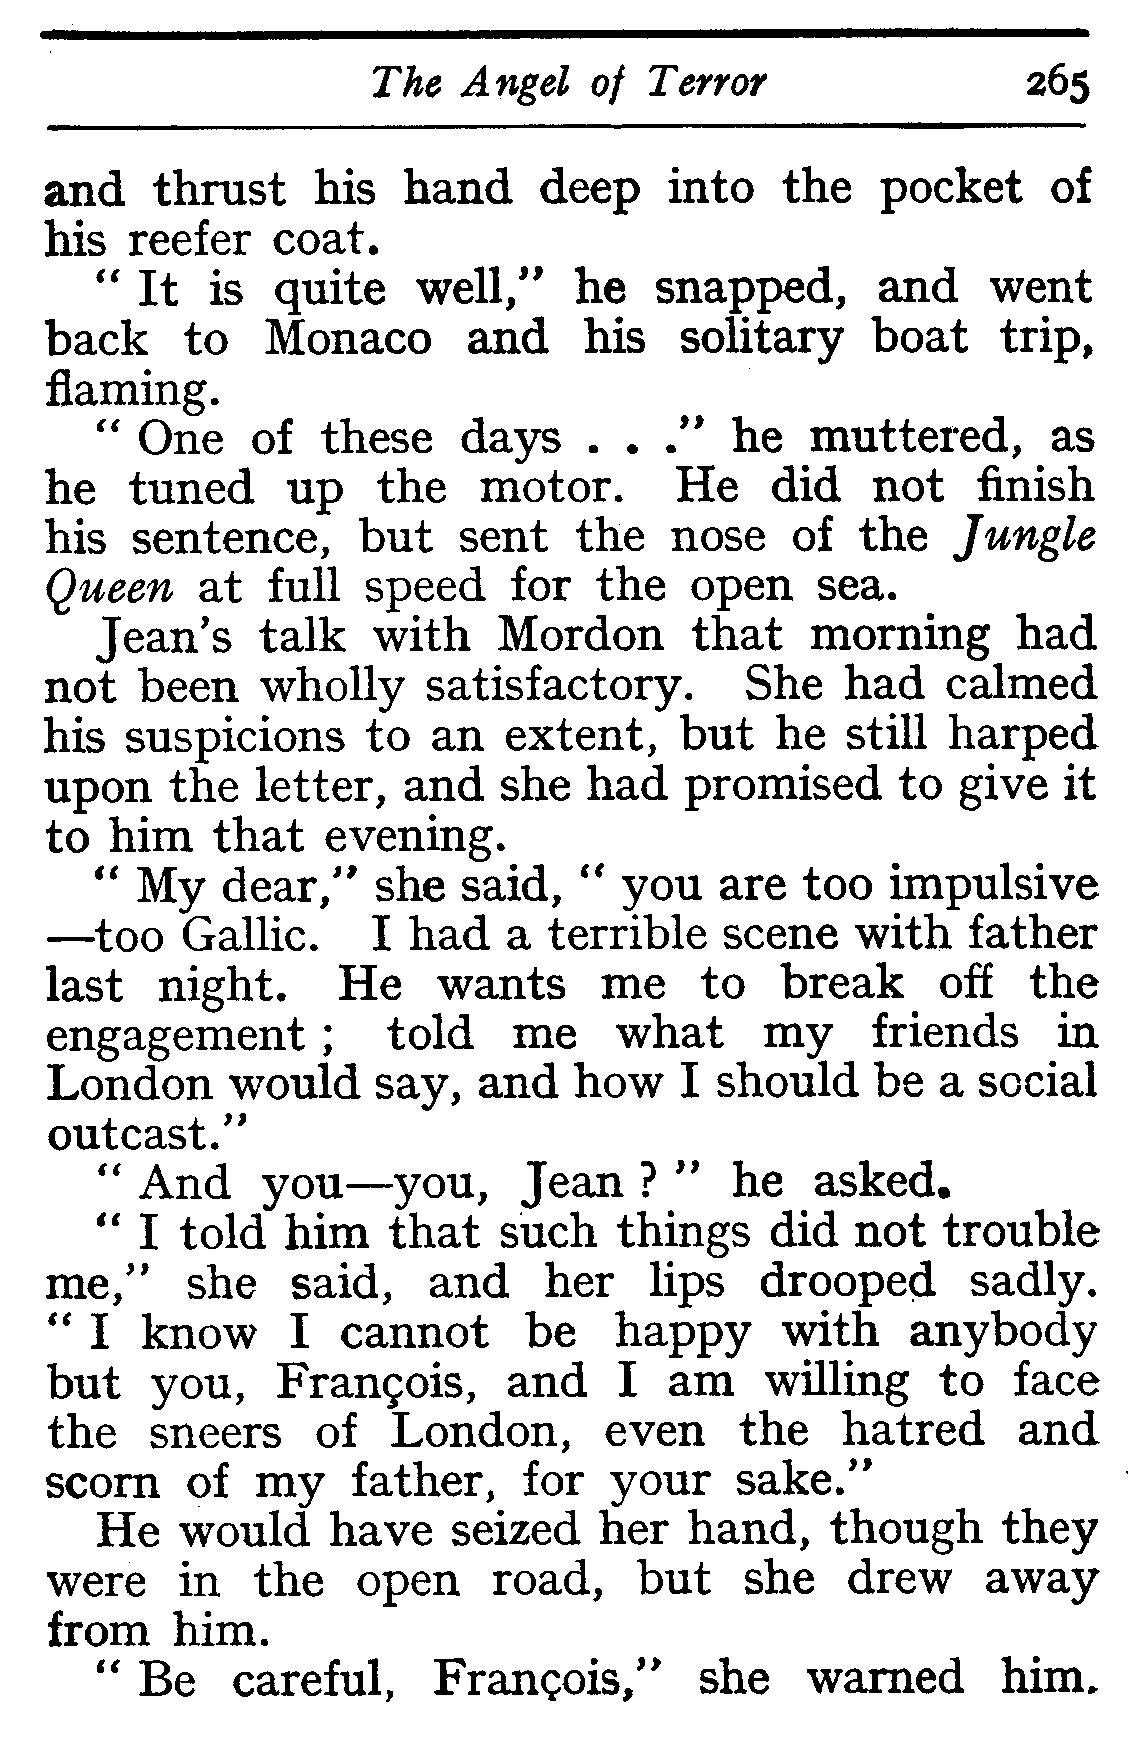 The Angel of Terror 265
and thrust his hand deep into the pocket of
his reefer coat.
“ It is quite well,” he snapped, and went
back to Monaco and his solitary boat trip,
flaming.
“ One of these days . . .” he muttered, as
he tuned up the motor. He did not finish
his sentence, but sent the nose of the Jungle
Queen at full speed for the open sea.
Jean’s talk with Mordon that morning had
not been wholly satisfactory. She had calmed
his suspicions to an extent, but he still harped
upon the letter, and she had promised to give it
to him that evening.
“ My dear,” she said, “ you are too impulsive
—too Gallic. I had a terrible scene with father
last night. He wants me to break off the
engagement ; told me what my friends in
London would say, and how I should be a social
outcast.”
“ And you—you, Jean ? ” he asked.
“ I told him that such things did not trouble
me,” she said, and her lips drooped sadly.
“ I know I cannot be happy with anybody
but you, François, and I am willing to face
the sneers of London, even the hatred and
scorn of my father, for your sake.”
He would have seized her hand, though they
were in the open road, but she drew away
from him.
“ Be careful, François,” she warned him.